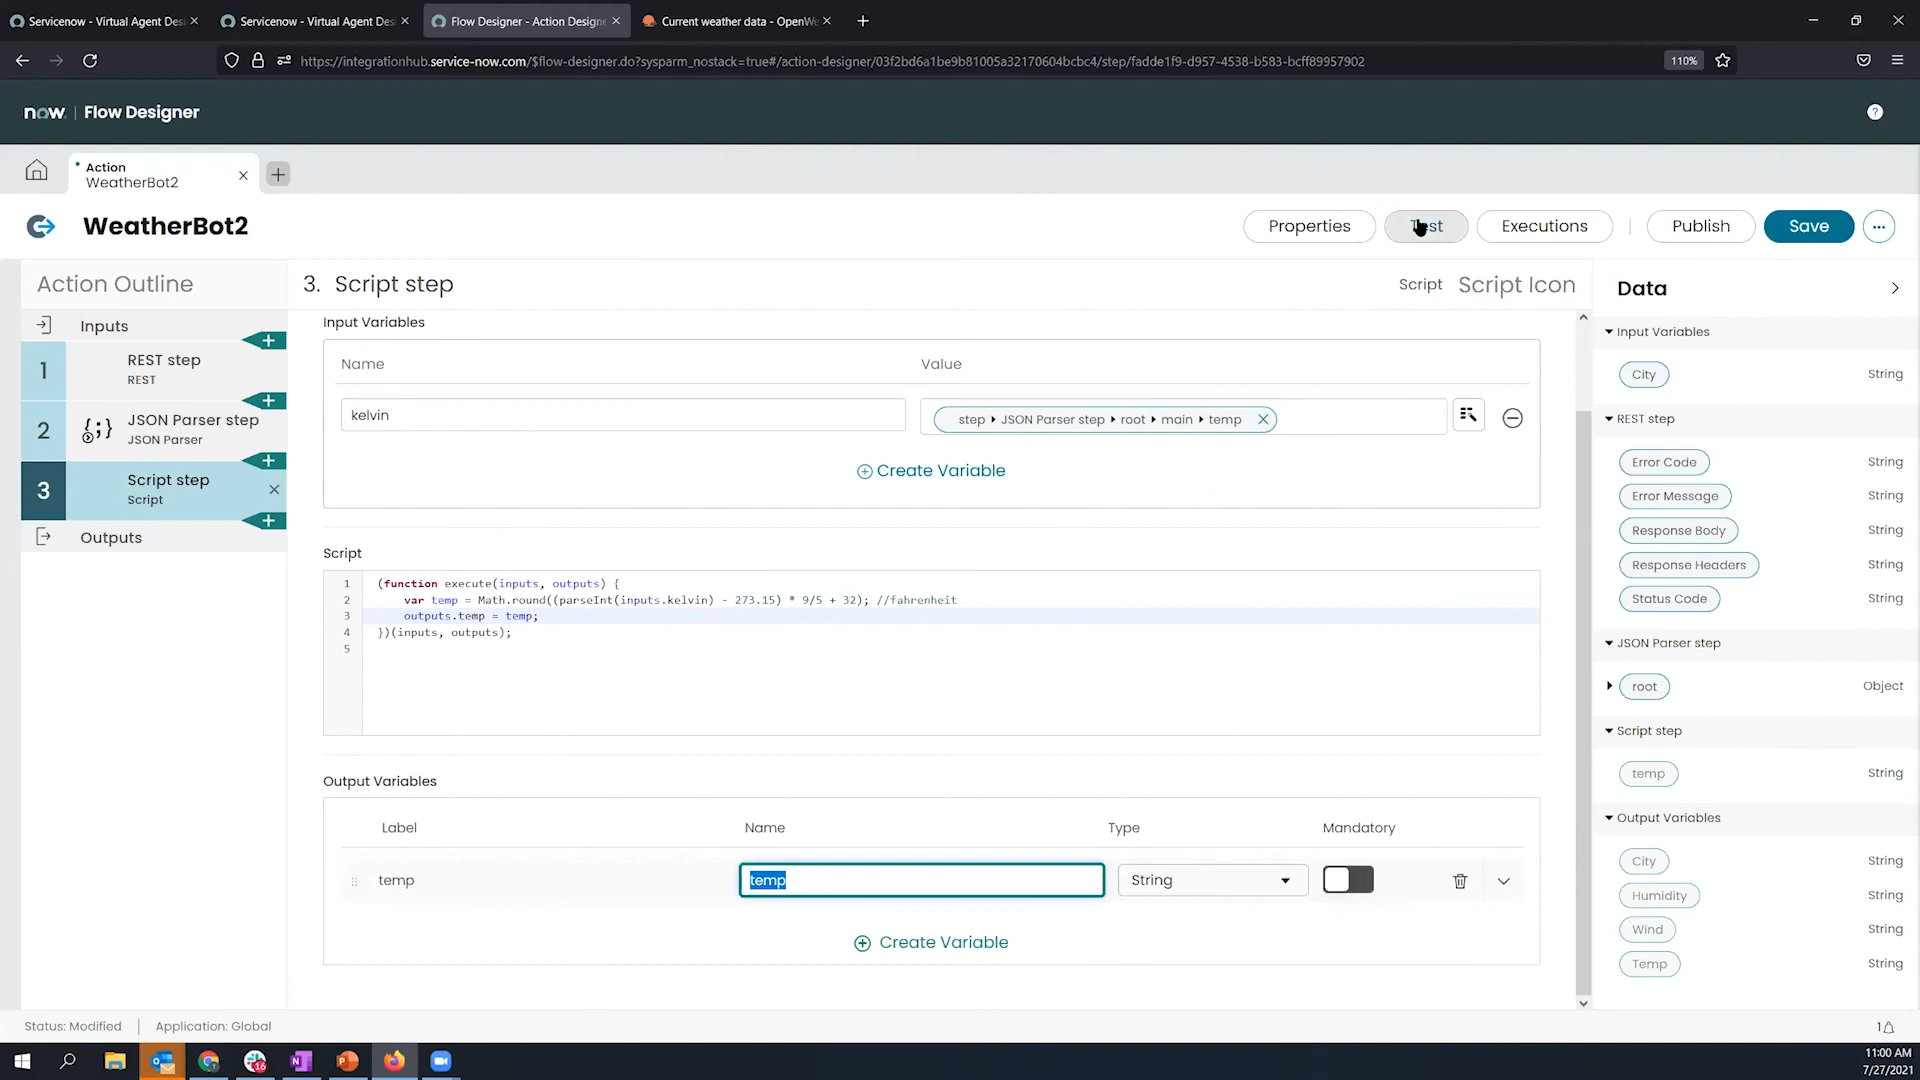 Servicenow - Virtual Agent Des
Servicenow - Virtual Agent Des
Flow Designer - Action Designe
Current weather data - OpenWe
https://integrationhub.service-now.com/$flow-designer.do?sysparm_nostack=true#/action-designer/03f2bd6a1be9b81005a32170604bcbc4/step/fadde1f9-d957-4538-b583-bcff89957902
110%
now. | Flow Designer
Action
WeatherBot2
WeatherBot2
Properties
Test
Executions
Publish
Save
Action Outline
Inputs
1
REST step
REST
2
JSON Parser step
JSON Parser
3
Script step
Script
Outputs
3. Script step
Script
Script Icon
Input Variables
Name
Value
kelvin
step ▸ JSON Parser step ▸ root ▸ main ▸ temp
Create Variable
Script
1 (function execute(inputs, outputs) {
2 var temp = Math.round((parseInt(inputs.kelvin) - 273.15) * 9/5 + 32); //fahrenheit
3 outputs.temp = temp;
4 })(inputs, outputs);
5
Output Variables
Label
Name
Type
Mandatory
temp
temp
String
Create Variable
Data
Input Variables
City String
REST step
Error Code String
Error Message String
Response Body String
Response Headers String
Status Code String
JSON Parser step
root Object
Script step
temp String
Output Variables
City String
Humidity String
Wind String
Temp String
Status: Modified
Application: Global
1
16
11:00 AM
7/27/2021